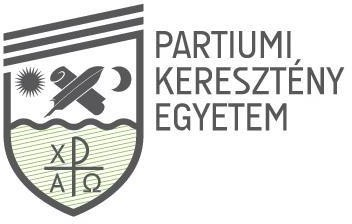 PARTIUMI
KERESZTÉNY
EGYETEM
X P
A Ω